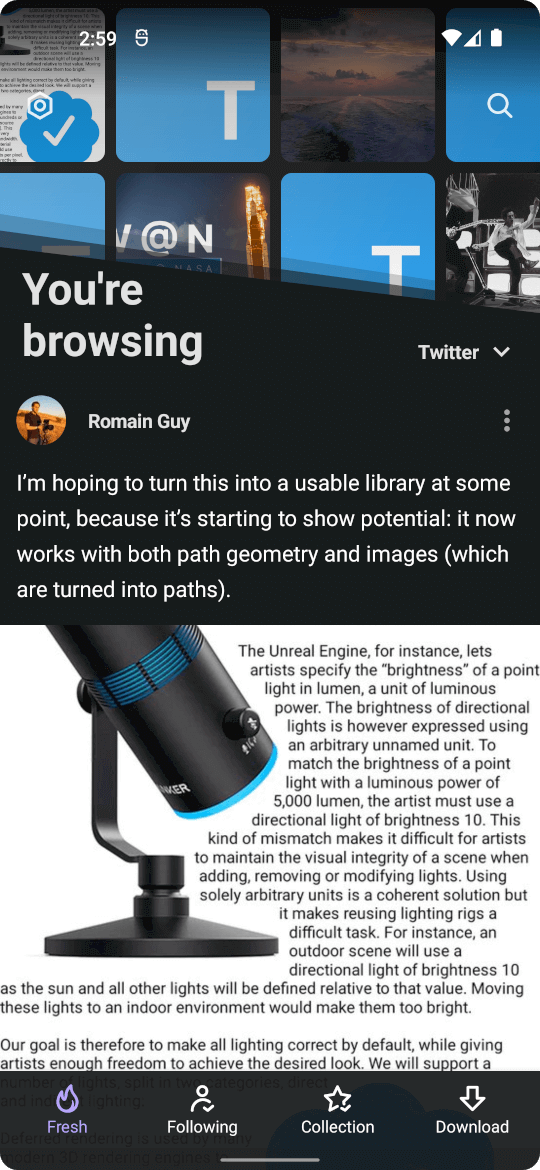 2:59
T
W@N
NASA
T
You're
browsing
Twitter
Romain Guy
I'm hoping to turn this into a usable library at some
point, because it's starting to show potential: it now
works with both path geometry and images (which
are turned into paths).
The Unreal Engine, for instance, lets
artists specify the “brightness” of a point
light in lumen, a unit of luminous
power. The brightness of directional
lights is however expressed using
an arbitrary unnamed unit. To
match the brightness of a point
light with a luminous power of
5,000 lumen, the artist must use a
directional light of brightness 10. This
kind of mismatch makes it difficult for artists
to maintain the visual integrity of a scene when
adding, removing or modifying lights. Using
solely arbitrary units is a coherent solution but
it makes reusing lighting rigs a
difficult task. For instance, an
outdoor scene will use a
directional light of brightness 10
as the sun and all other lights will be defined relative to that value. Moving
these lights to an indoor environment would make them too bright.
Our goal is therefore to make all lighting correct by default, while giving
artists enough freedom to achieve the desired look. We will support a
number of lights, split in two categories, direct
and indirect lighting:
Deferred rendering is used by many
modern 3D rendering engines to
Fresh
Following
Collection
Download